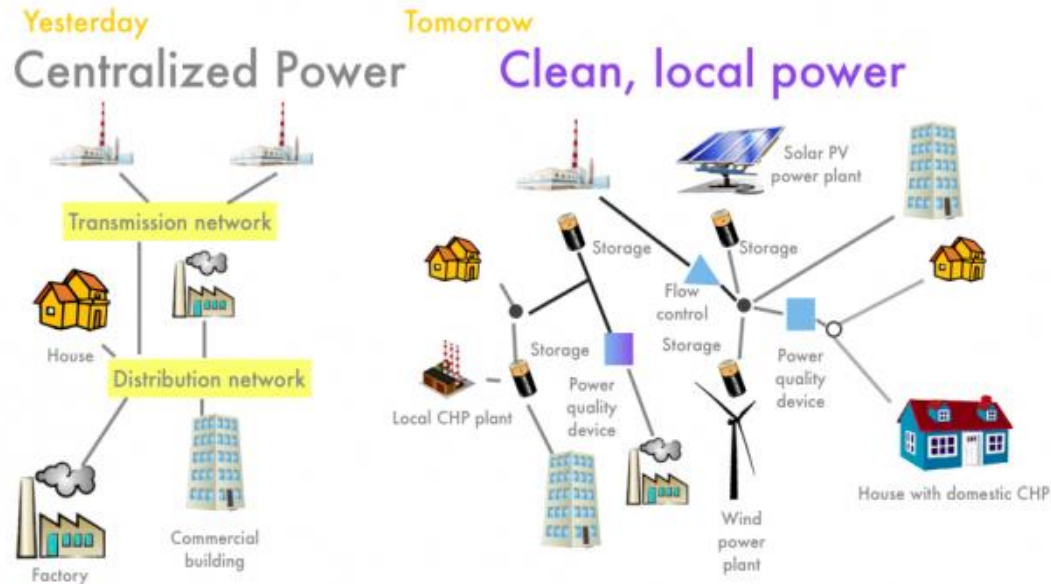 Yesterday
Centralized Power
Transmission network
House
Distribution network
Commercial
building
Factory
Tomorrow
Clean, local power
Solar PV
power plant
Storage
Storage
Flow
control
Storage
Storage
Local CHP plant
Power
quality
device
Power
quality
device
House with domestic CHP
Wind
power
plant